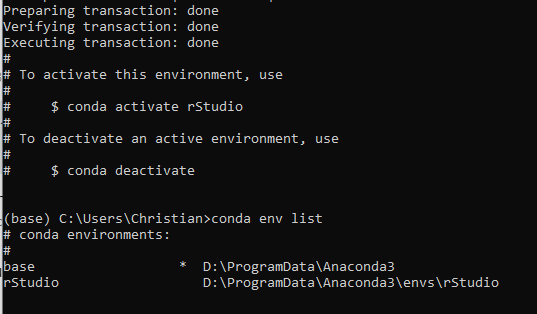 Preparing transaction: done
Verifying transaction: done
Executing transaction: done
#
# To activate this environment, use
#
#     $ conda activate rStudio
#
# To deactivate an active environment, use
#
#     $ conda deactivate
(base) C:\Users\Christian>conda env list
# conda environments:
#
base                  *  D:\ProgramData\Anaconda3
rStudio                  D:\ProgramData\Anaconda3\envs\rStudio